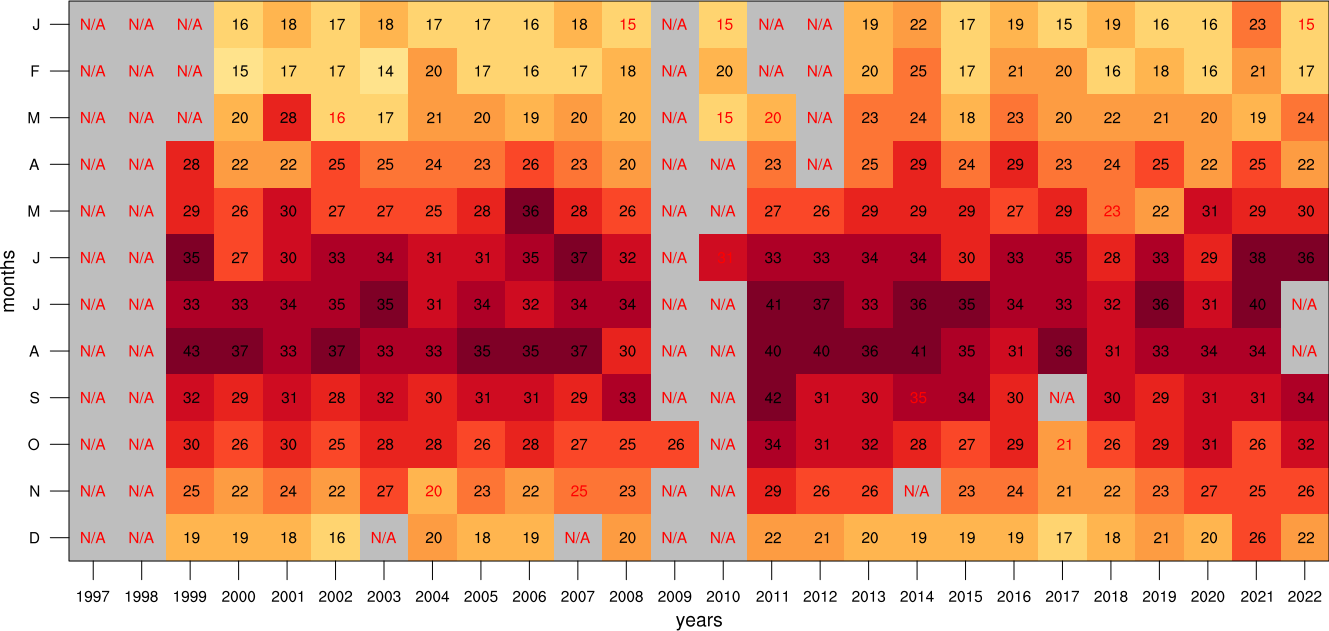 J N/A N/A N/A 16 18 17 18 17 17 16 18 15 N/A 15 N/A N/A 19 22 17 19 15 19 16 16 23 15
F N/A N/A N/A 15 17 17 14 20 17 16 17 18 N/A 20 N/A N/A 20 25 17 21 20 16 18 16 21 17
M N/A N/A N/A 20 28 16 17 21 20 19 20 20 N/A 15 20 N/A 23 24 18 23 20 22 21 20 19 24
A N/A N/A 28 22 22 25 25 24 23 26 23 20 N/A N/A 23 N/A 25 29 24 29 23 24 25 22 25 22
M N/A N/A 29 26 30 27 27 25 28 36 28 26 N/A N/A 27 26 29 29 29 27 29 23 22 31 29 30
J N/A N/A 35 27 30 33 34 31 31 35 37 32 N/A 33 33 34 34 30 33 35 28 33 29 38 36
J N/A N/A 33 33 34 35 35 31 34 32 34 34 N/A N/A 41 37 33 36 35 34 33 32 36 31 40 N/A
A N/A N/A 43 37 33 37 33 33 35 35 37 30 N/A N/A 40 40 36 41 35 31 36 31 33 34 34 N/A
S N/A N/A 32 29 31 28 32 30 31 31 29 33 N/A N/A 42 31 30 35 34 30 N/A 30 29 31 31 34
O N/A N/A 30 26 30 25 28 28 26 28 27 25 26 N/A 34 31 32 28 27 29 21 26 29 31 26 32
N N/A N/A 25 22 24 22 27 20 23 22 25 23 N/A N/A 29 26 26 N/A 23 24 21 22 23 27 25 26
D N/A N/A 19 19 18 16 N/A 20 18 19 N/A 20 N/A N/A 22 21 20 19 19 19 17 18 21 20 26 22
months
1997 1998 1999 2000 2001 2002 2003 2004 2005 2006 2007 2008 2009 2010 2011 2012 2013 2014 2015 2016 2017 2018 2019 2020 2021 2022
years